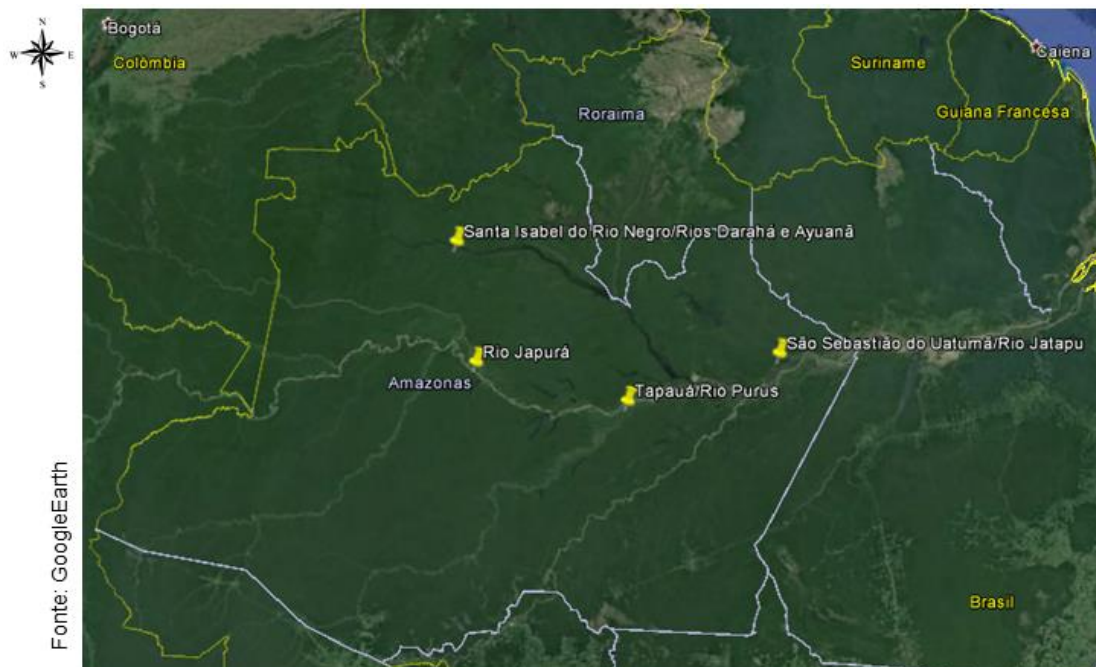 N
W E
S
Bogotá
Colômbia
Suriname
Caiena
Guiana Francesa
Roraima
Santa Isabel do Rio Negro/Rios Darahá e Ayuanã
Rio Japurá
São Sebastião do Uatumã/Rio Jatapu
Amazonas
Tapauá/Rio Purus
Brasil
Fonte: GoogleEarth